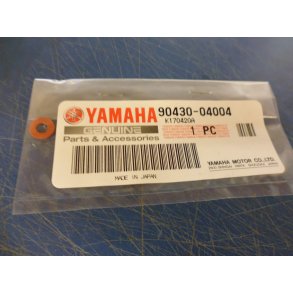 YAMAHA 90430-04004
GENUINE K170420A
Parts & Accessories 1 PC
YAMAHA MOTOR CO.,LTD.
MADE IN JAPAN